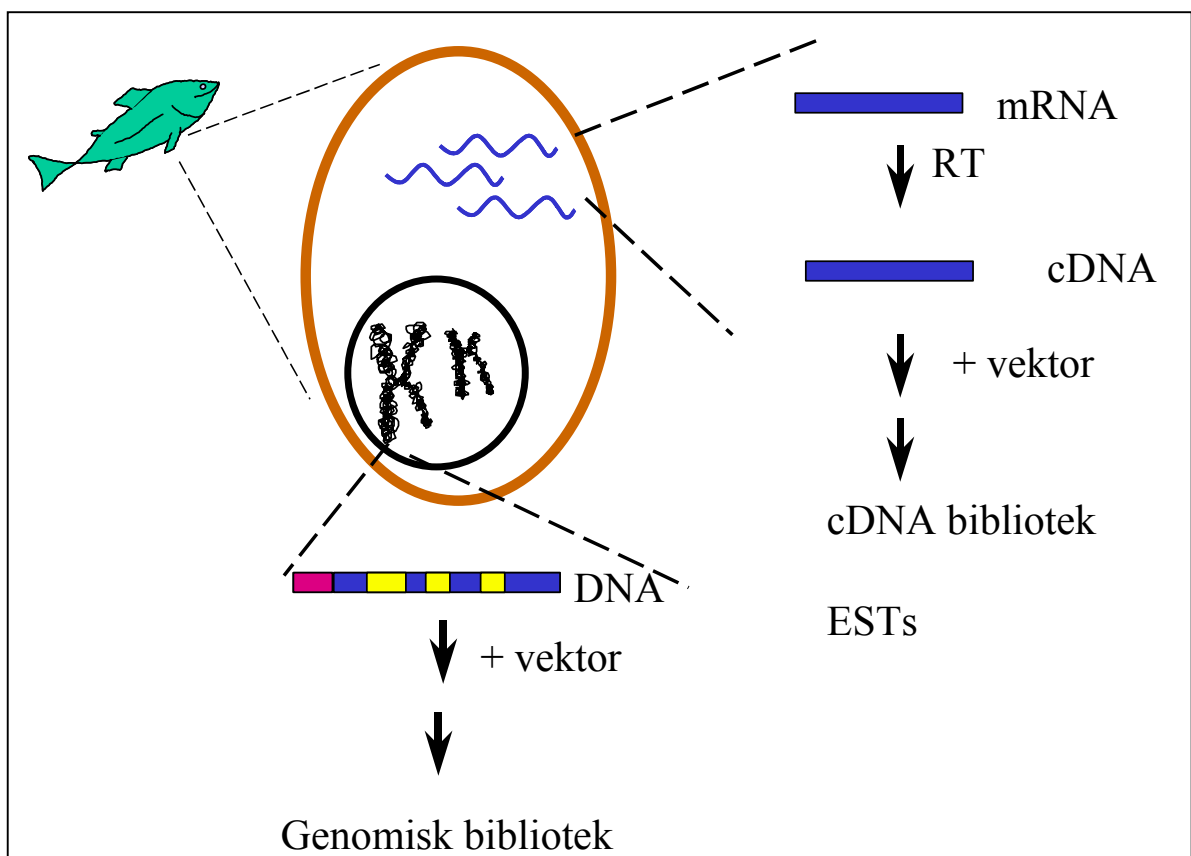 mRNA
RT
cDNA
+ vektor
cDNA bibliotek
ESTs
DNA
+ vektor
Genomisk bibliotek